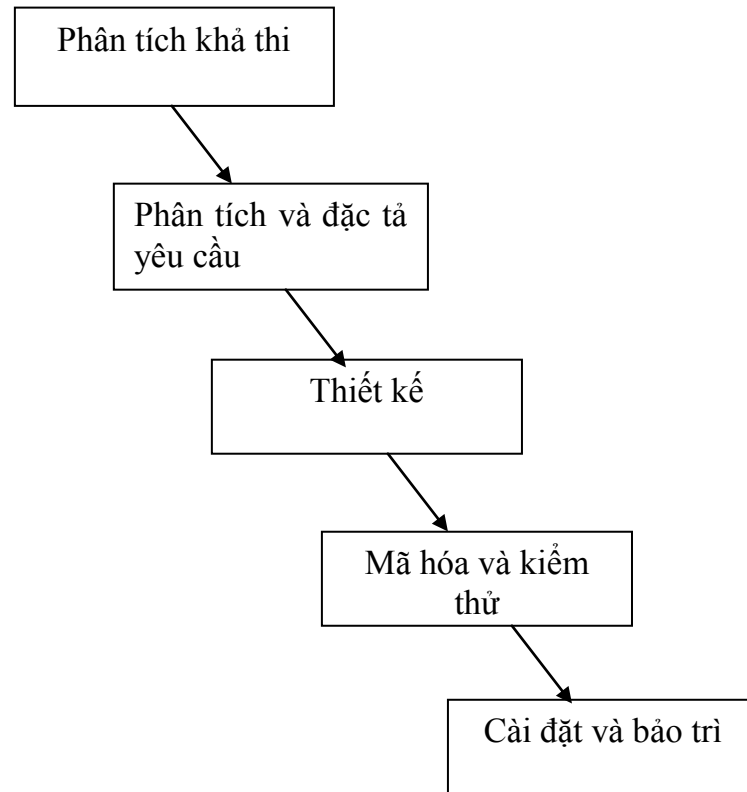 Phân tích khả thi
Phân tích và đặc tả
yêu cầu
Thiết kế
Mã hóa và kiểm
thử
Cài đặt và bảo trì